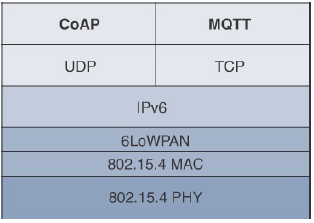 CoAP MQTT
UDP TCP
IPv6
6LoWPAN
802.15.4 MAC
802.15.4 PHY